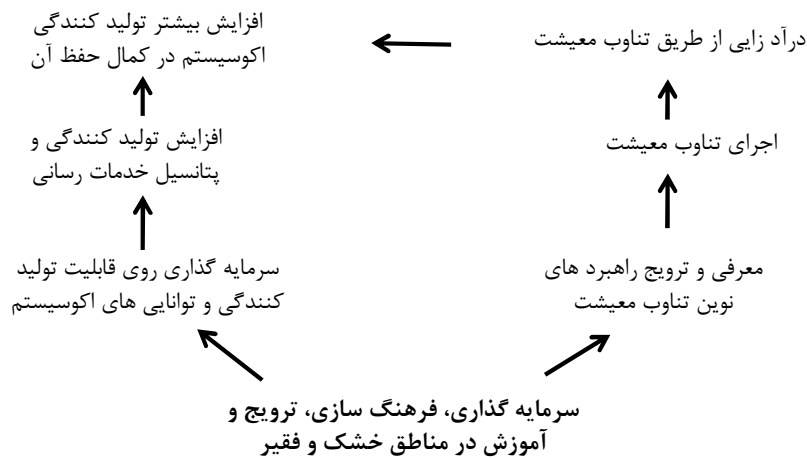 درآد زایی از طریق تناوب معیشت
افزایش بیشتر تولید کنندگی
اکوسیستم در کمال حفظ آن
اجرای تناوب معیشت
افزایش تولید کنندگی و
پتانسیل خدمات رسانی
معرفی و ترویج راهبرد های
نوین تناوب معیشت
سرمایه گذاری روی قابلیت تولید
کنندگی و توانایی های اکوسیستم
سرمایه گذاری، فرهنگ سازی، ترویج و
آموزش در مناطق خشک و فقیر